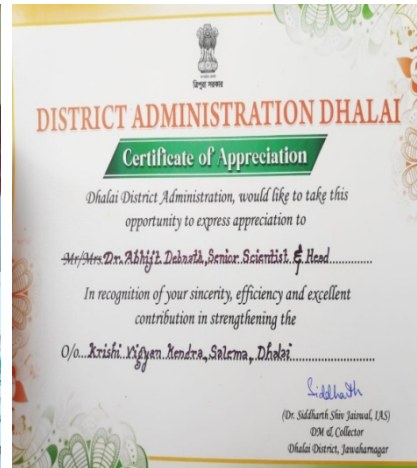 त्रिपुरा सरकार
DISTRICT ADMINISTRATION DHALAI
Certificate of Appreciation
Dhalai District Administration, would like to take this
opportunity to express appreciation to
Mr/Mrs.Dr. Abhijit Debnath, Senior Scientist & Head..............
In recognition of your sincerity, efficiency and excellent
contribution in strengthening the
O/o...Krishi Vigyan Kendra, Salema, Dhalai......................
Siddharth
(Dr. Siddharth Shiv Jaiswal, IAS)
DM & Collector
Dhalai District, Jawaharnagar